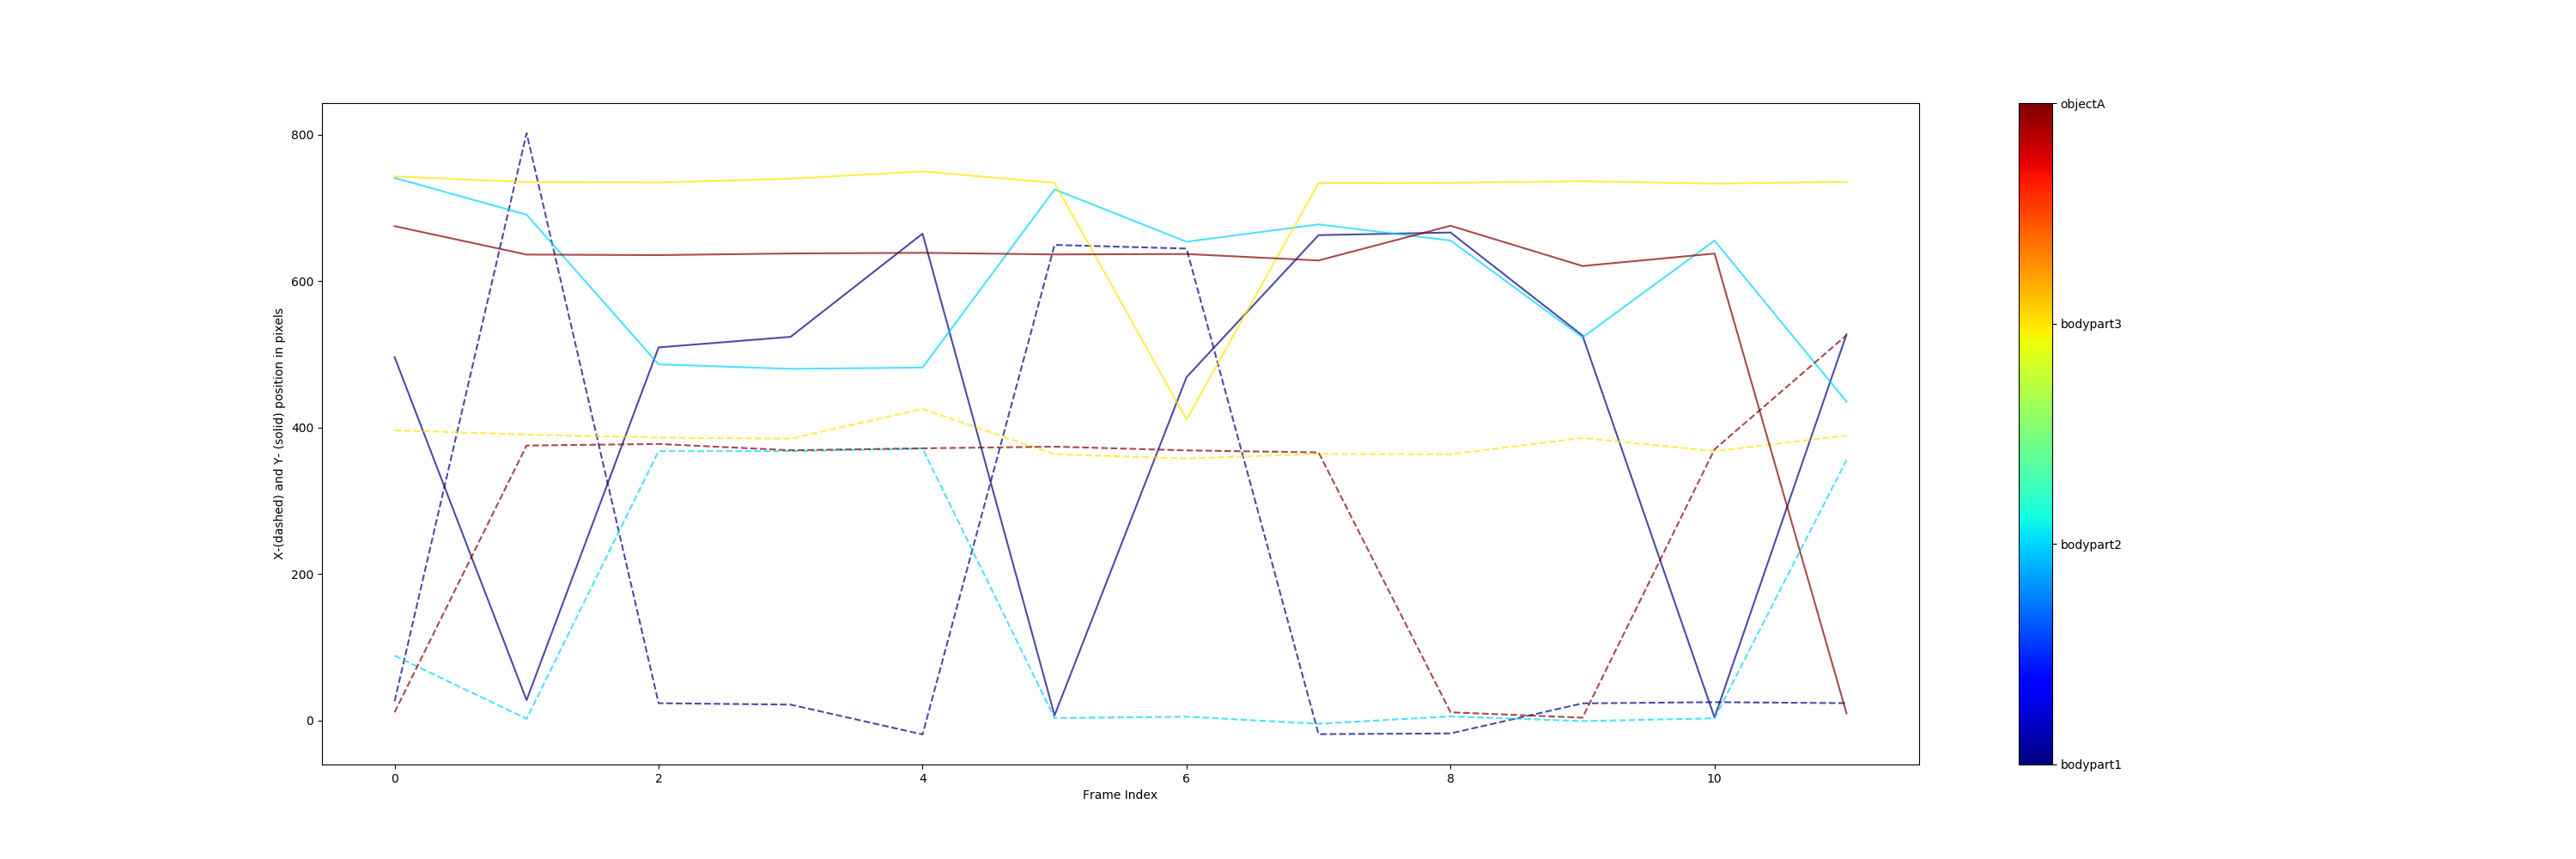 800
600
400
200
0
X-(dashed) and Y- (solid) position in pixels
0 2 4 6 8 10
Frame Index
objectA
bodypart3
bodypart2
bodypart1